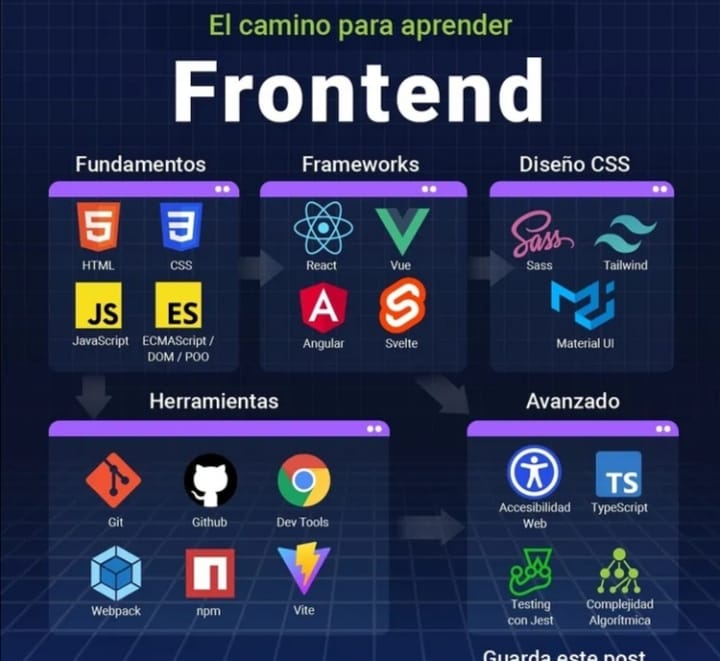 El camino para aprender
Frontend
Fundamentos
HTML
CSS
JS
JavaScript
ES
ECMAScript /
DOM / POO
Frameworks
React
Vue
Angular
Svelte
Diseño CSS
Sass
Sass
Tailwind
Material UI
Herramientas
Git
Github
Dev Tools
Webpack
npm
Vite
Avanzado
Accesibilidad
Web
TS
TypeScript
Testing
con Jest
Complejidad
Algorítmica
Guarda este post